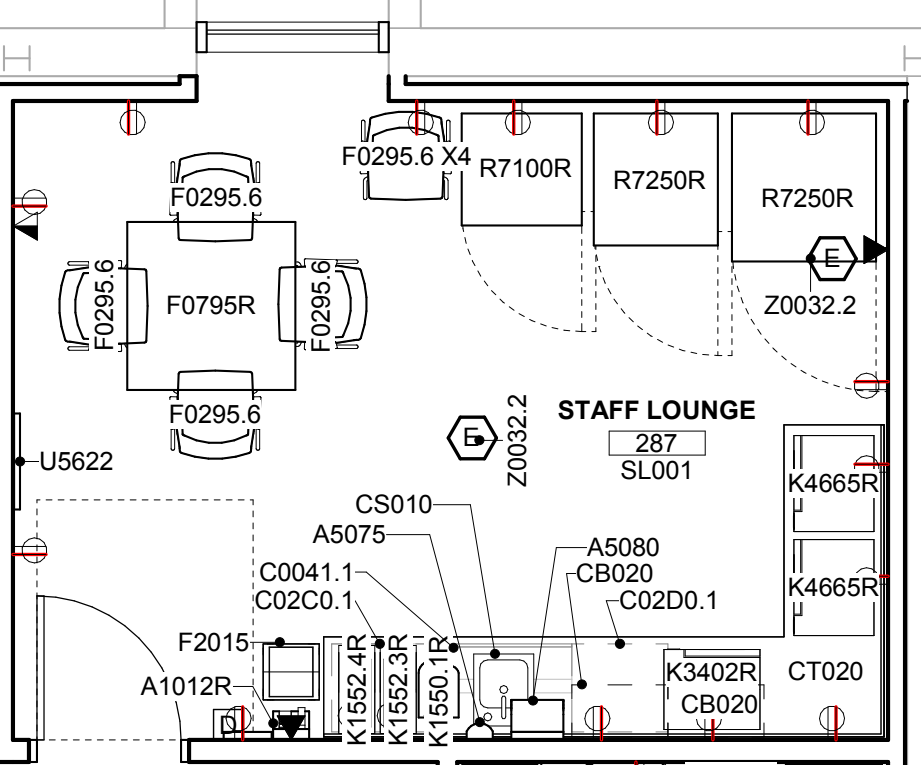 F0295.6 X4
R7100R
R7250R
R7250R
F0295.6
F0295.6
F0795R
F0295.6
F0295.6
E
Z0032.2
E
Z0032.2
STAFF LOUNGE
287
SL001
U5622
K4665R
K4665R
CS010
A5075
A5080
C0041.1
CB020
C02C0.1
C02D0.1
F2015
A1012R
K1552.4R
K1552.3R
K1550.1R
K3402R
CB020
CT020